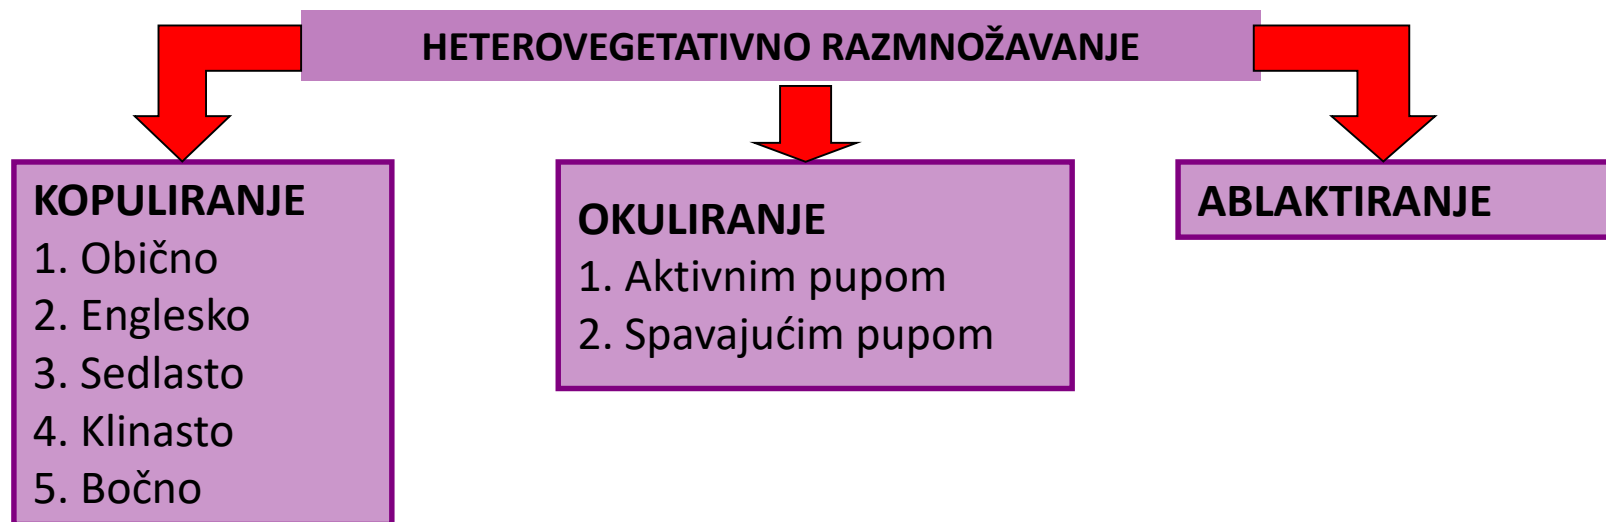 HETEROVEGETATIVNO RAZMNOŽAVANJE
KOPULIRANJE
1. Obično
2. Englesko
3. Sedlasto
4. Klinasto
5. Bočno
OKULIRANJE
1. Aktivnim pupom
2. Spavajućim pupom
ABLAKTIRANJE